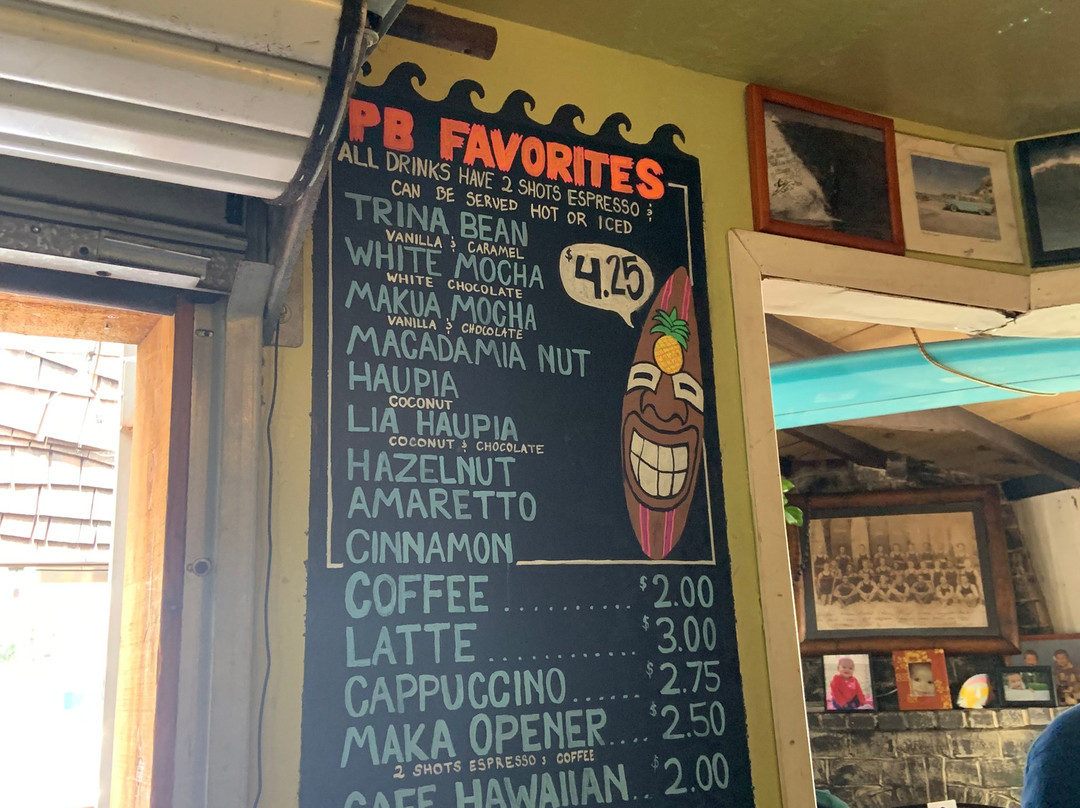 PB FAVORITES
ALL DRINKS HAVE 2 SHOTS ESPRESSO &
CAN BE SERVED HOT OR ICED
TRINA BEAN
VANILLA & CARAMEL
WHITE MOCHA
WHITE CHOCOLATE
$4.25
MAKUA MOCHA
VANILLA & CHOCOLATE
MACADAMIA NUT
HAUPIA
COCONUT
LIA HAUPIA
COCONUT & CHOCOLATE
HAZELNUT
AMARETTO
CINNAMON
COFFEE ......... $2.00
LATTE .......... $3.00
CAPPUCCINO...... $2.75
MAKA OPENER.... $2.50
2 SHOTS ESPRESSO & COFFEE
CAFE HAWAIIAN.. $2.00